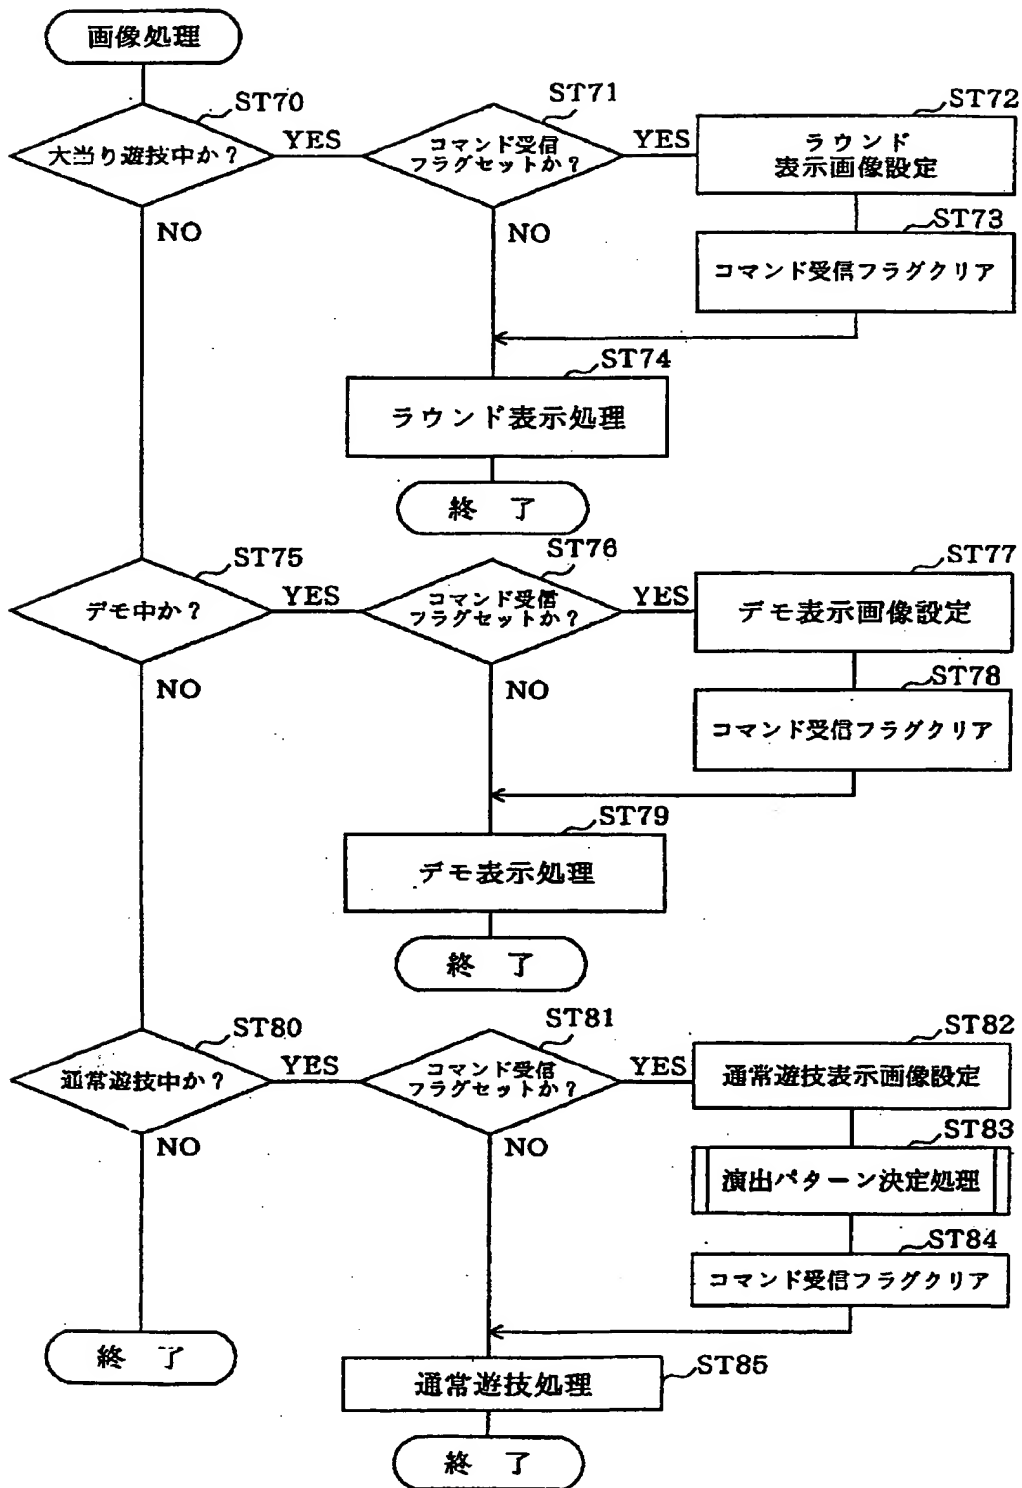 画像処理
ST70
大当り遊技中か?
YES
NO
ST71
コマンド受信
フラグセットか?
YES
NO
ST72
ラウンド
表示画像設定
ST73
コマンド受信フラグクリア
ST74
ラウンド表示処理
終 了
ST75
デモ中か?
YES
NO
ST76
コマンド受信
フラグセットか?
YES
NO
ST77
デモ表示画像設定
ST78
コマンド受信フラグクリア
ST79
デモ表示処理
終 了
ST80
通常遊技中か?
YES
NO
ST81
コマンド受信
フラグセットか?
YES
NO
ST82
通常遊技表示画像設定
ST83
演出パターン決定処理
ST84
コマンド受信フラグクリア
終 了
ST85
通常遊技処理
終 了